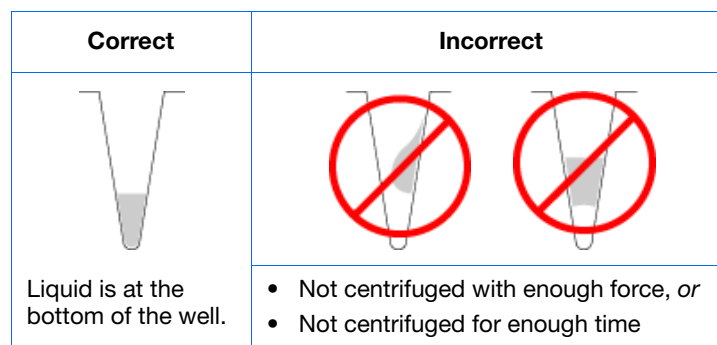 Correct
Incorrect
Liquid is at the
bottom of the well.
• Not centrifuged with enough force, or
• Not centrifuged for enough time